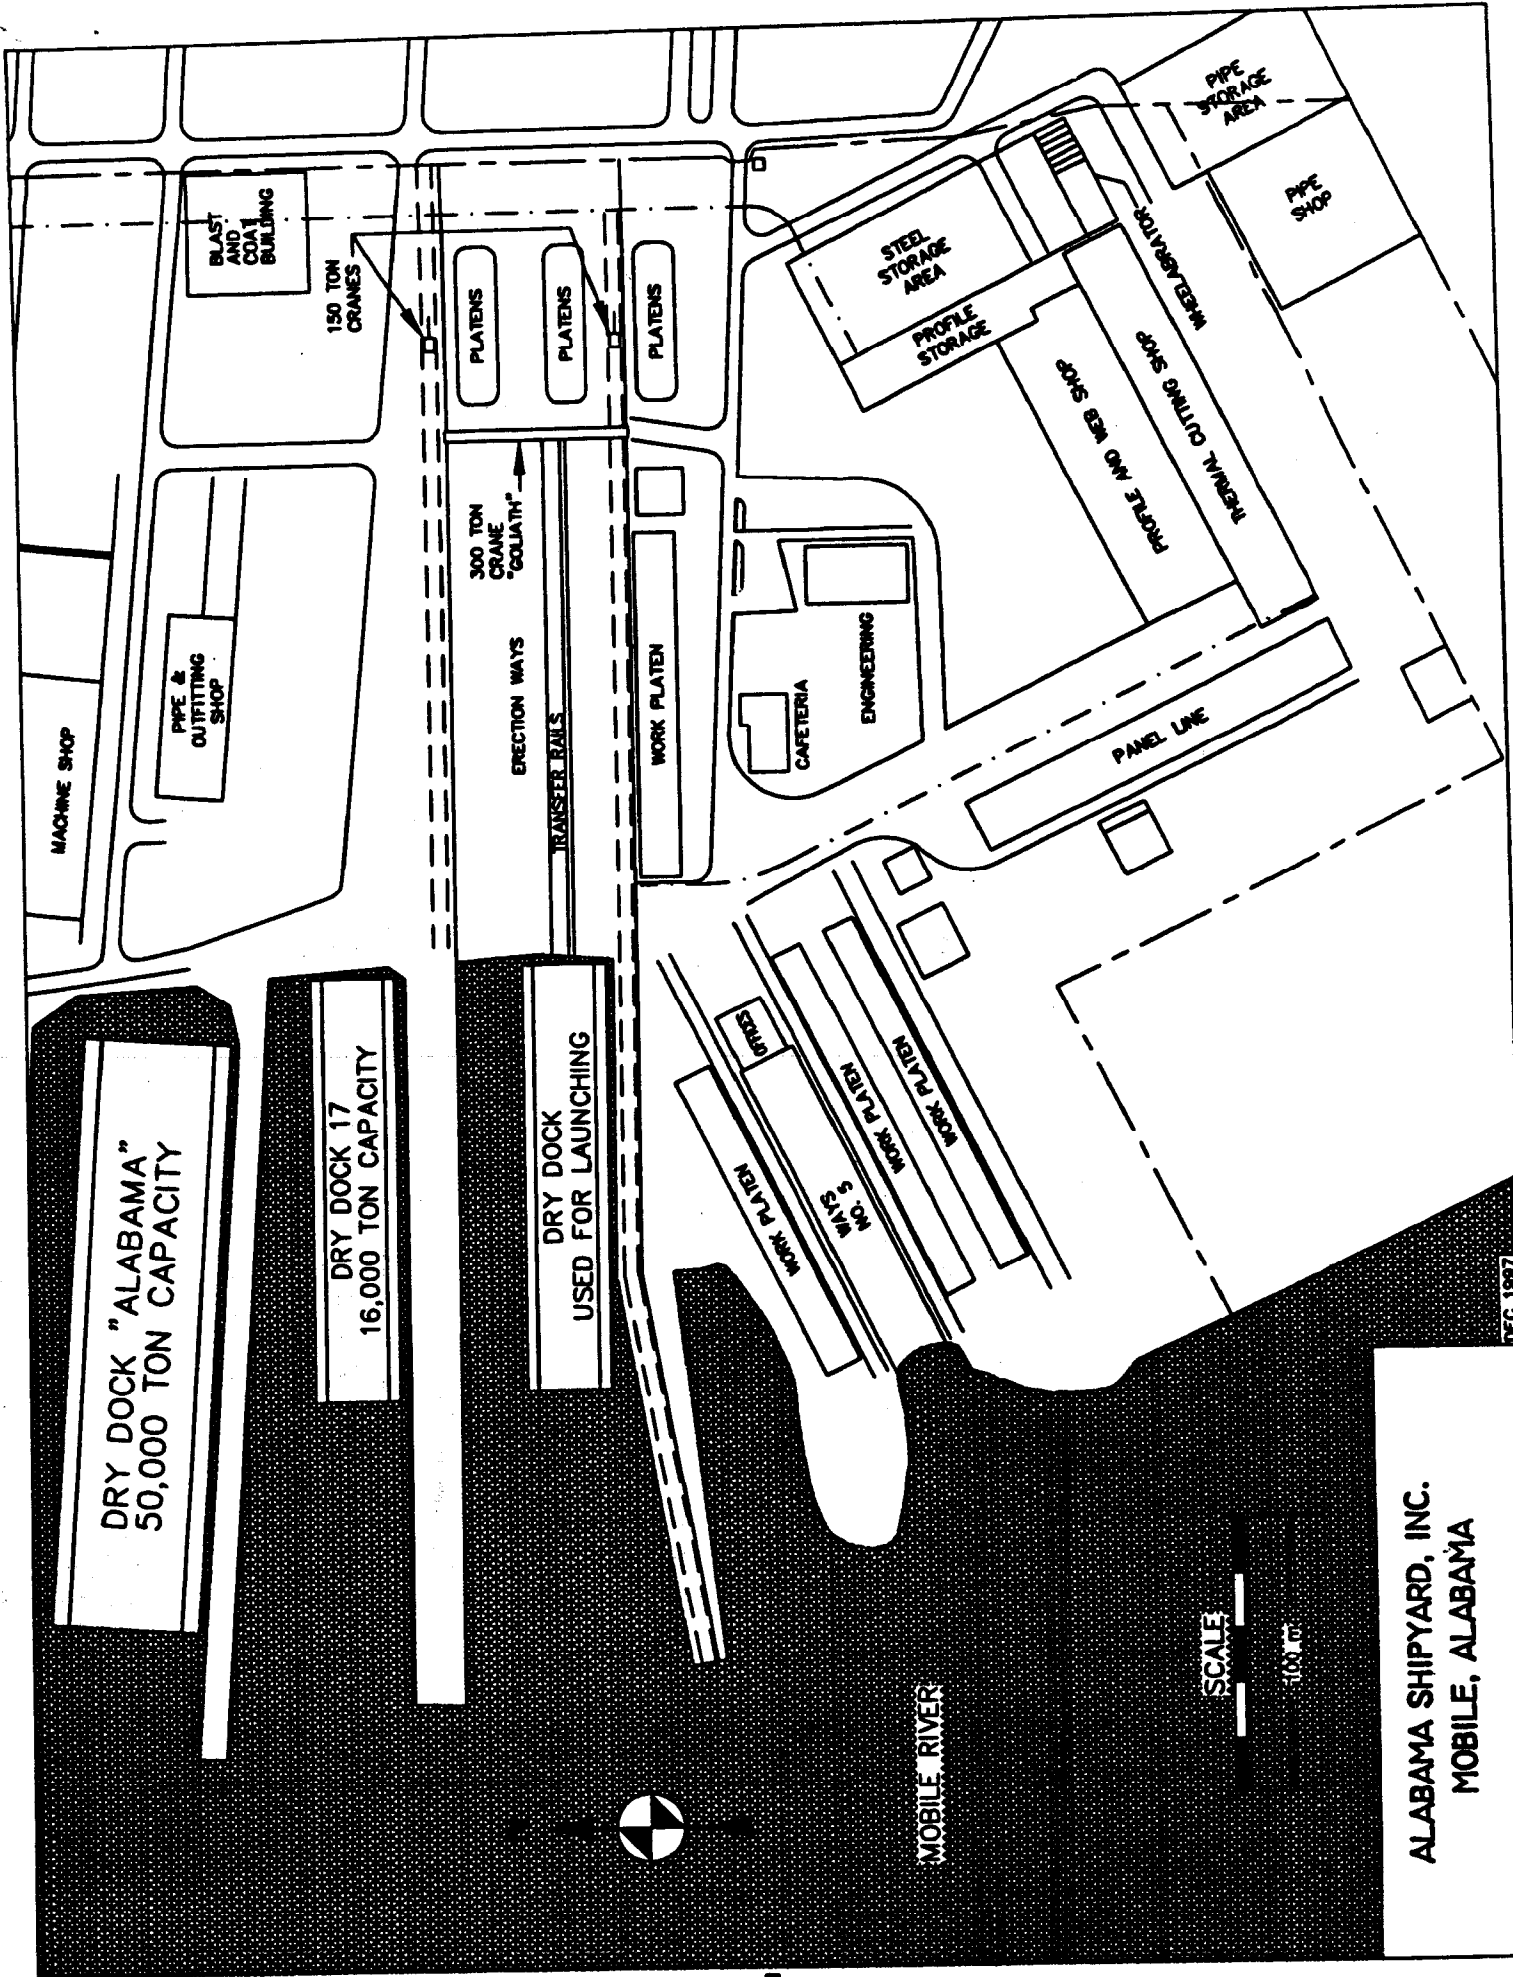 MACHINE SHOP
PIPE &
OUTFITTING
SHOP
BLAST
AND
COAT
BUILDING
150 TON
CRANES
PLATENS
PLATENS
PLATENS
300 TON
CRANE
"GOLIATH"
ERECTION WAYS
TRANSFER RAILS
WORK PLATEN
CAFETERIA
ENGINEERING
STEEL
STORAGE
AREA
PROFILE
STORAGE
PROFILE AND WEB SHOP
THERMAL CUTTING SHOP
WHEELABRATOR
PIPE
STORAGE
AREA
PIPE
SHOP
PANEL LINE
DRY DOCK "ALABAMA"
50,000 TON CAPACITY
DRY DOCK 17
16,000 TON CAPACITY
DRY DOCK
USED FOR LAUNCHING
WORK PLATEN
OFFICES
WAYS
NO. 5
WORK PLATEN
WORK PLATEN
MOBILE RIVER
SCALE
100 m
DEC 1997
ALABAMA SHIPYARD, INC.
MOBILE, ALABAMA